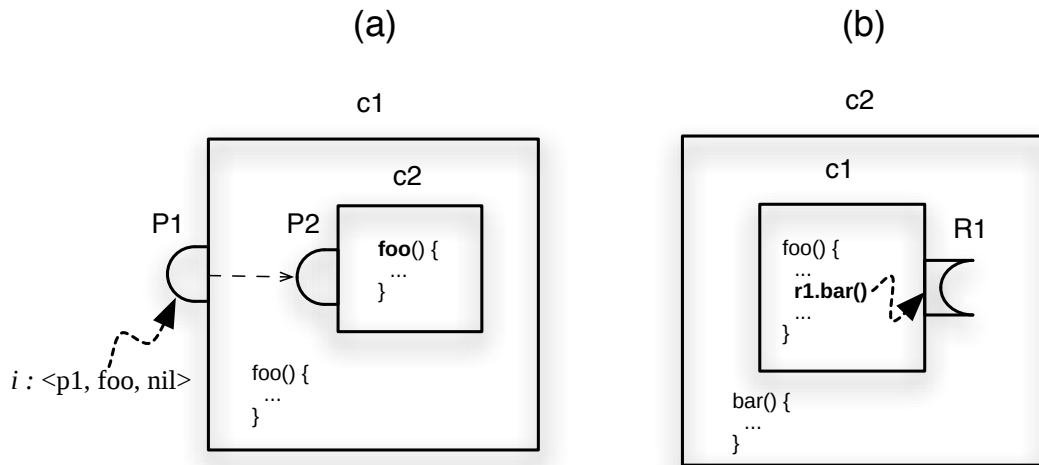 (a)
c1
c2
P1
P2
foo() {
...
}
i : <p1, foo, nil>
foo() {
...
}
(b)
c2
c1
R1
foo() {
...
r1.bar()
...
}
bar() {
...
}